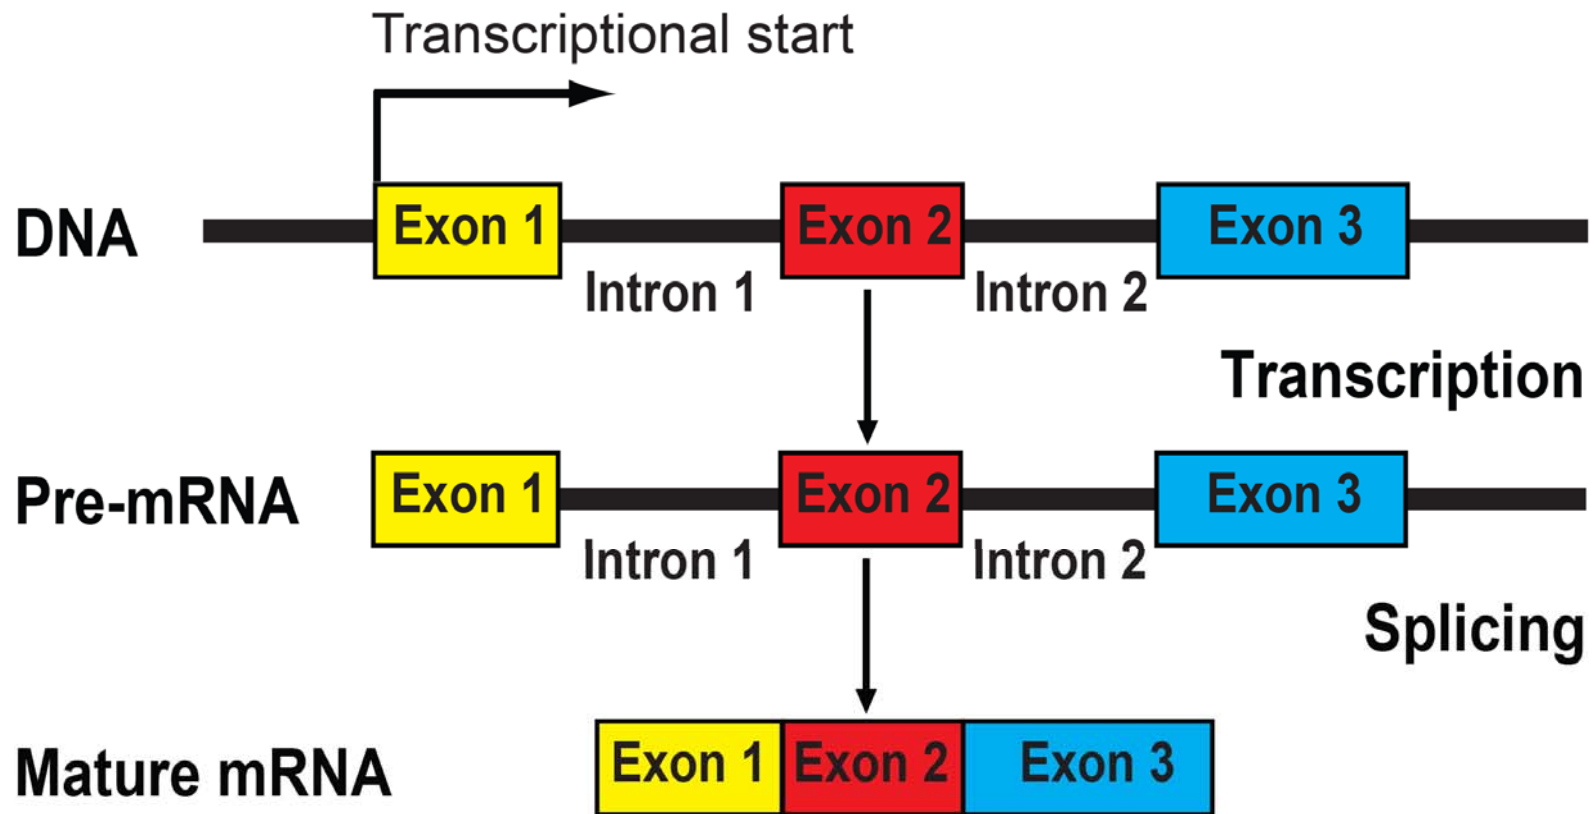 Transcriptional start
DNA
Exon 1
Exon 2
Exon 3
Intron 1
Intron 2
Transcription
Pre-mRNA
Exon 1
Exon 2
Exon 3
Intron 1
Intron 2
Splicing
Mature mRNA
Exon 1
Exon 2
Exon 3